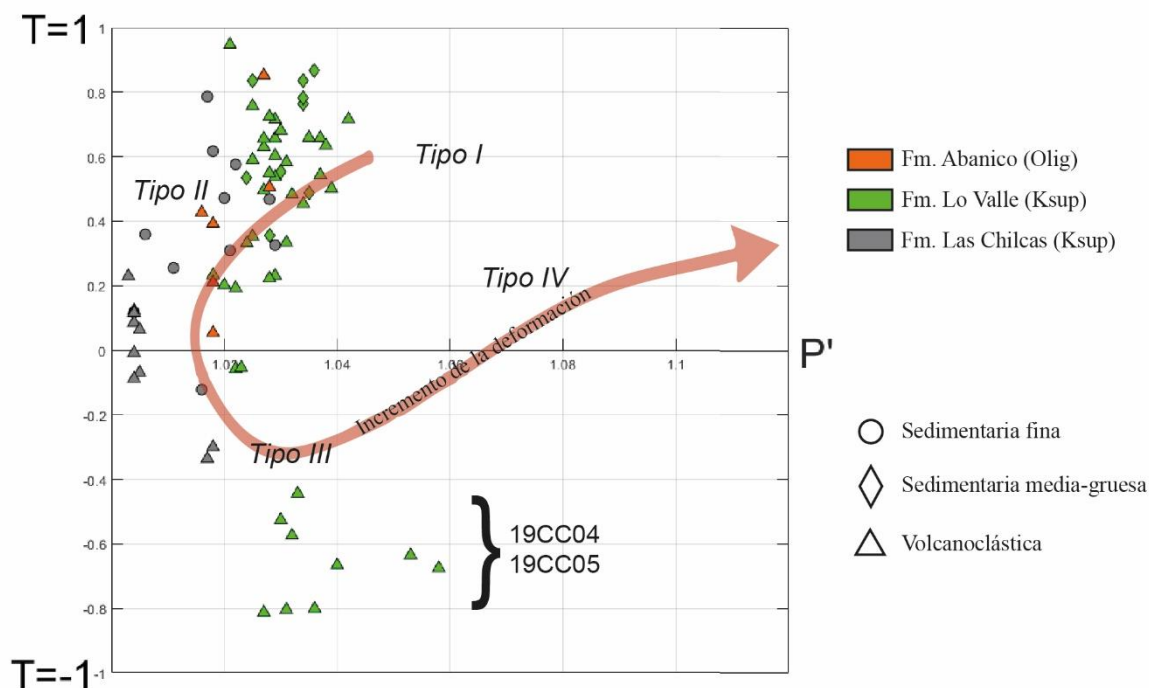 T=1
1
0.8
0.6
0.4
0.2
0
-0.2
-0.4
-0.6
-0.8
-1
T=-1
1.02
1.04
1.06
1.08
1.1
P'
Tipo I
Tipo II
Tipo III
Tipo IV
Incremento de la deformación
19CC04
19CC05
Fm. Abanico (Olig)
Fm. Lo Valle (Ksup)
Fm. Las Chilcas (Ksup)
Sedimentaria fina
Sedimentaria media-gruesa
Volcanoclástica